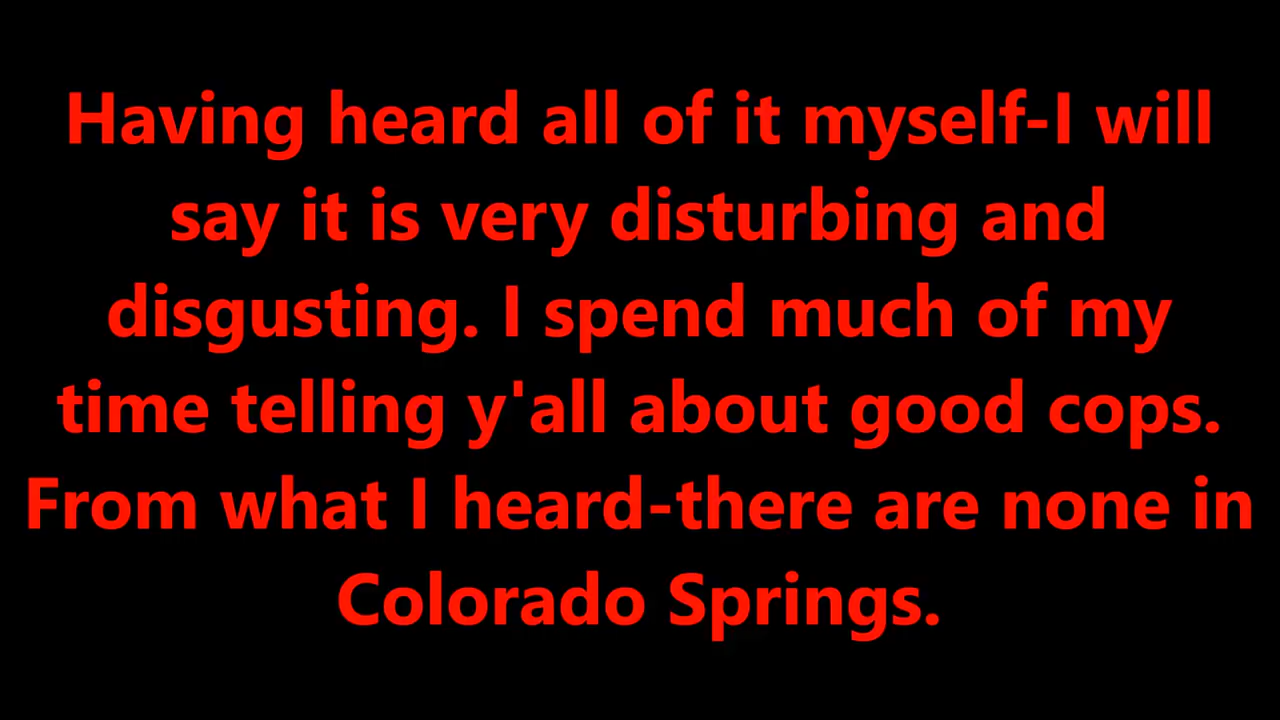 Having heard all of it myself-I will
say it is very disturbing and
disgusting. I spend much of my
time telling y'all about good cops.
From what I heard-there are none in
Colorado Springs.